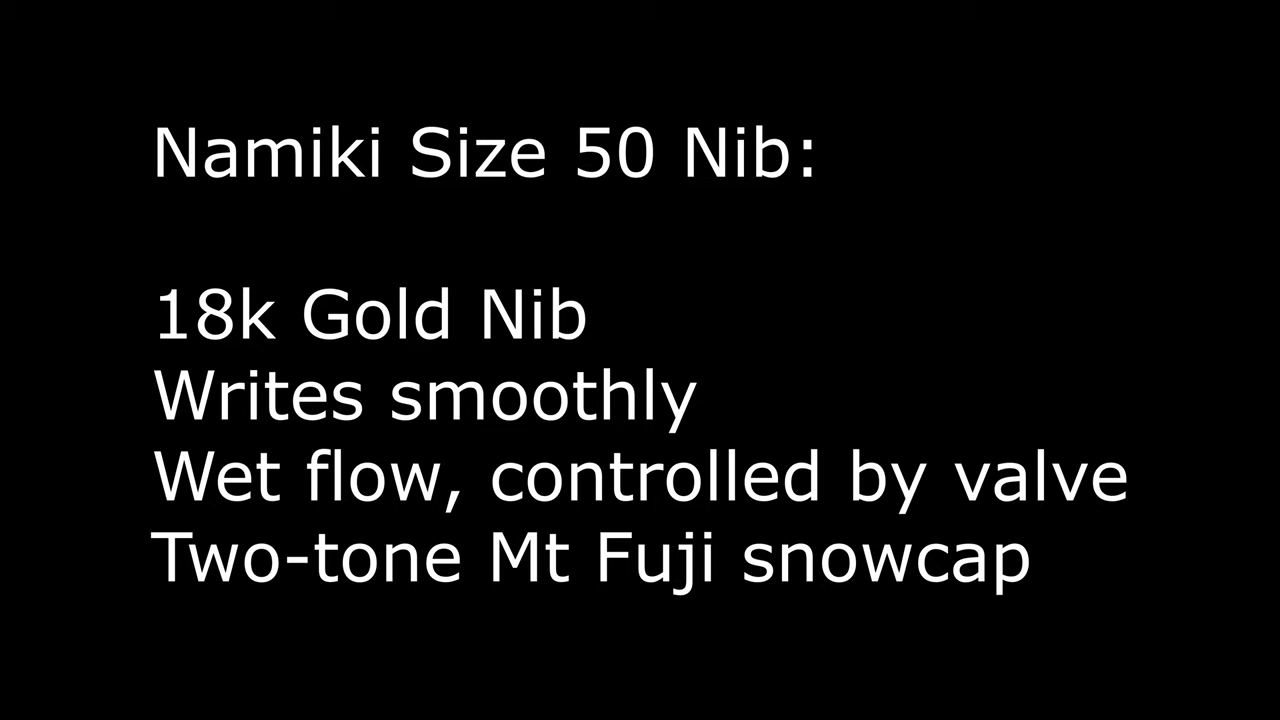 Namiki Size 50 Nib:
18k Gold Nib
Writes smoothly
Wet flow, controlled by valve
Two-tone Mt Fuji snowcap